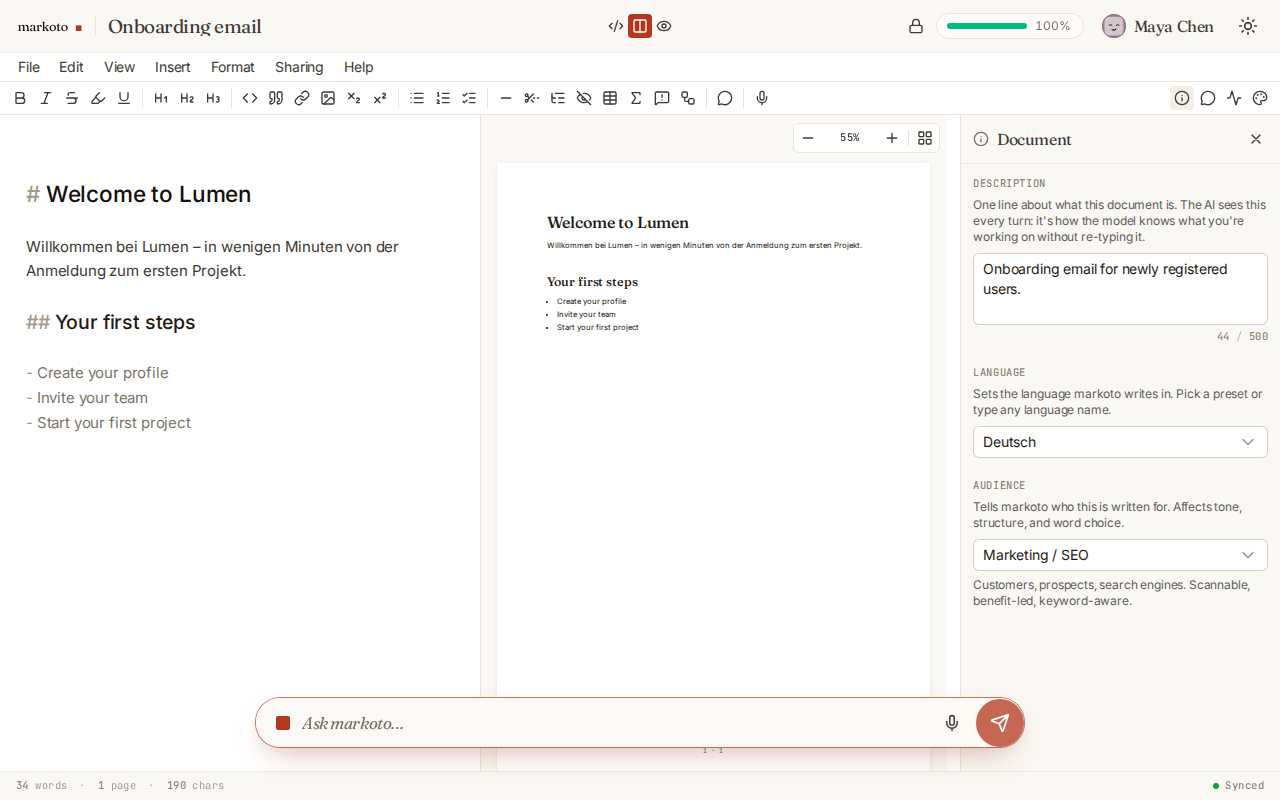 markoto
Onboarding email
100%
Maya Chen
File Edit View Insert Format Sharing Help
H1 H2 H3
X2 X2
55%
Document
# Welcome to Lumen
Willkommen bei Lumen – in wenigen Minuten von der
Anmeldung zum ersten Projekt.
## Your first steps
- Create your profile
- Invite your team
- Start your first project
Welcome to Lumen
Willkommen bei Lumen – in wenigen Minuten von der Anmeldung zum ersten Projekt.
Your first steps
• Create your profile
• Invite your team
• Start your first project
1 · 1
DESCRIPTION
One line about what this document is. The AI sees this
every turn: it's how the model knows what you're
working on without re-typing it.
Onboarding email for newly registered
users.
44 / 500
LANGUAGE
Sets the language markoto writes in. Pick a preset or
type any language name.
Deutsch
AUDIENCE
Tells markoto who this is written for. Affects tone,
structure, and word choice.
Marketing / SEO
Customers, prospects, search engines. Scannable,
benefit-led, keyword-aware.
Ask markoto...
34 words · 1 page · 190 chars
Synced